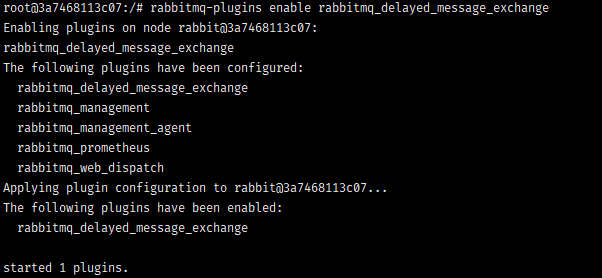 root@3a7468113c07:/# rabbitmq-plugins enable rabbitmq_delayed_message_exchange
Enabling plugins on node rabbit@3a7468113c07:
rabbitmq_delayed_message_exchange
The following plugins have been configured:
  rabbitmq_delayed_message_exchange
  rabbitmq_management
  rabbitmq_management_agent
  rabbitmq_prometheus
  rabbitmq_web_dispatch
Applying plugin configuration to rabbit@3a7468113c07...
The following plugins have been enabled:
  rabbitmq_delayed_message_exchange

started 1 plugins.